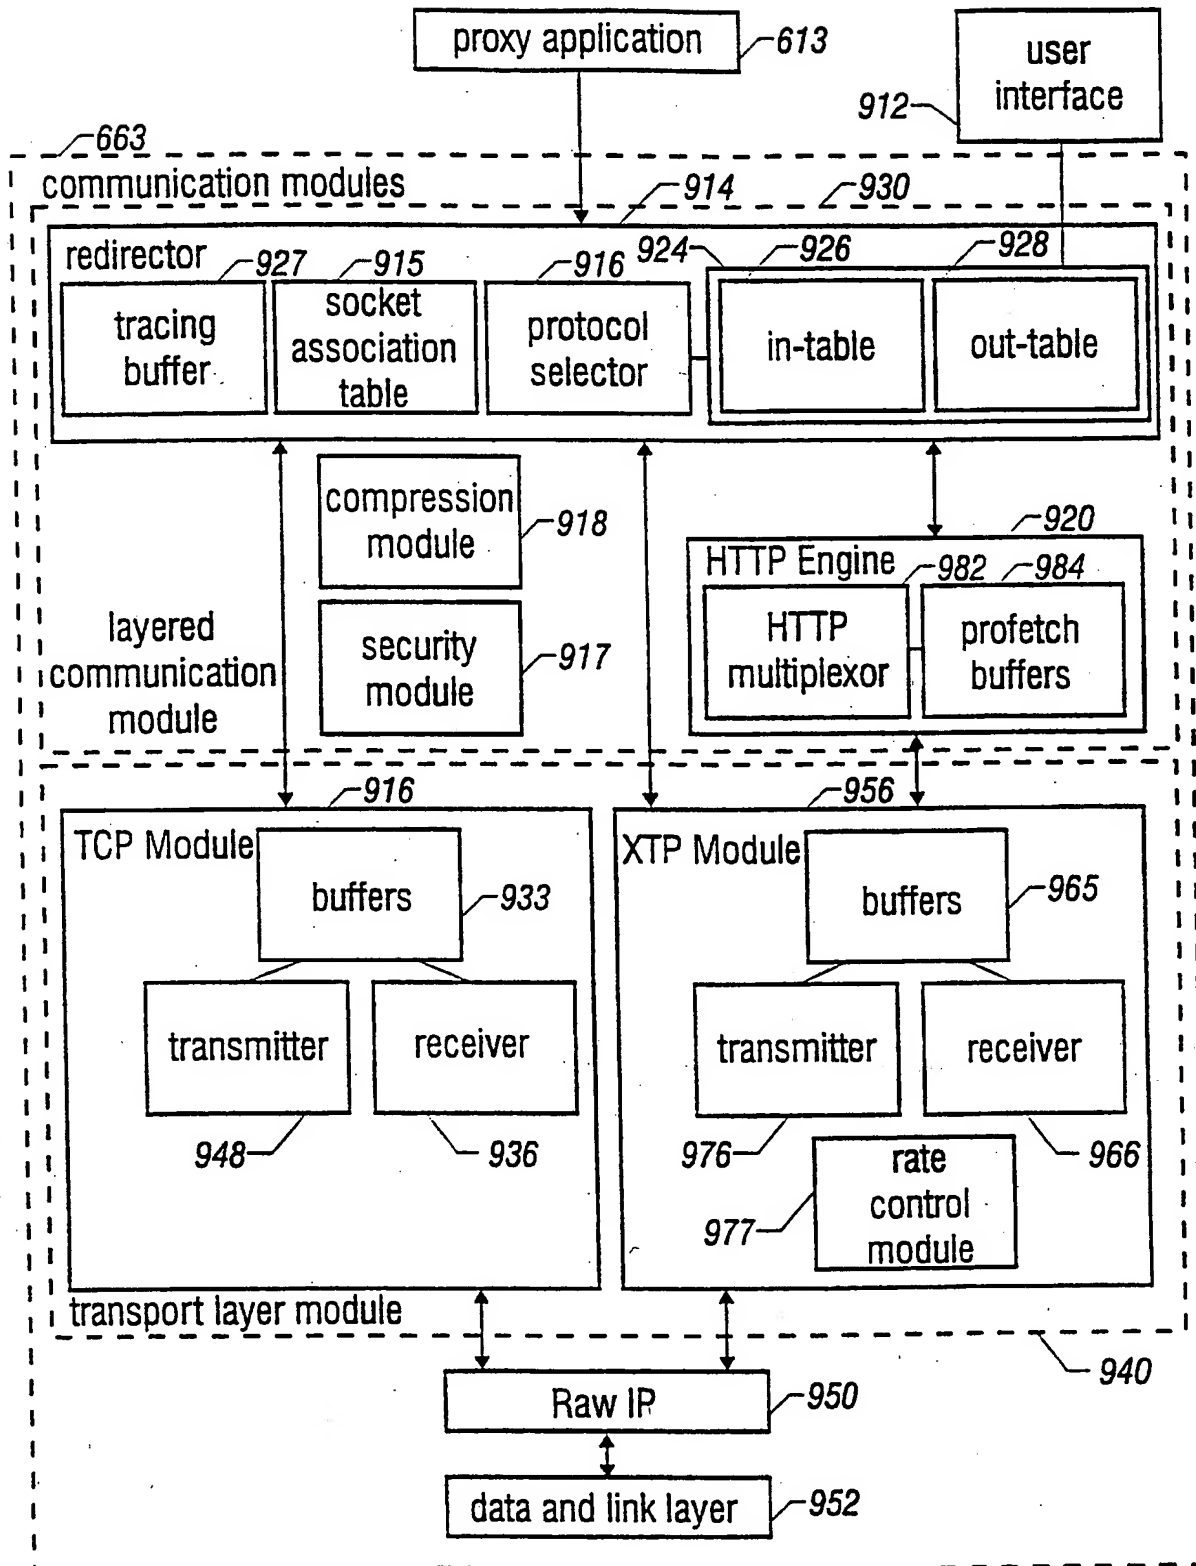 proxy application
613
user
interface
912
663
communication modules
914
930
redirector
927
915
916
924
926
928
tracing
buffer
socket
association
table
protocol
selector
in-table
out-table
compression
module
918
920
HTTP Engine
982
984
HTTP
multiplexor
profetch
buffers
security
module
917
layered
communication
module
916
956
TCP Module
buffers
933
transmitter
receiver
948
936
XTP Module
buffers
965
transmitter
receiver
976
966
rate
control
module
977
transport layer module
940
Raw IP
950
data and link layer
952